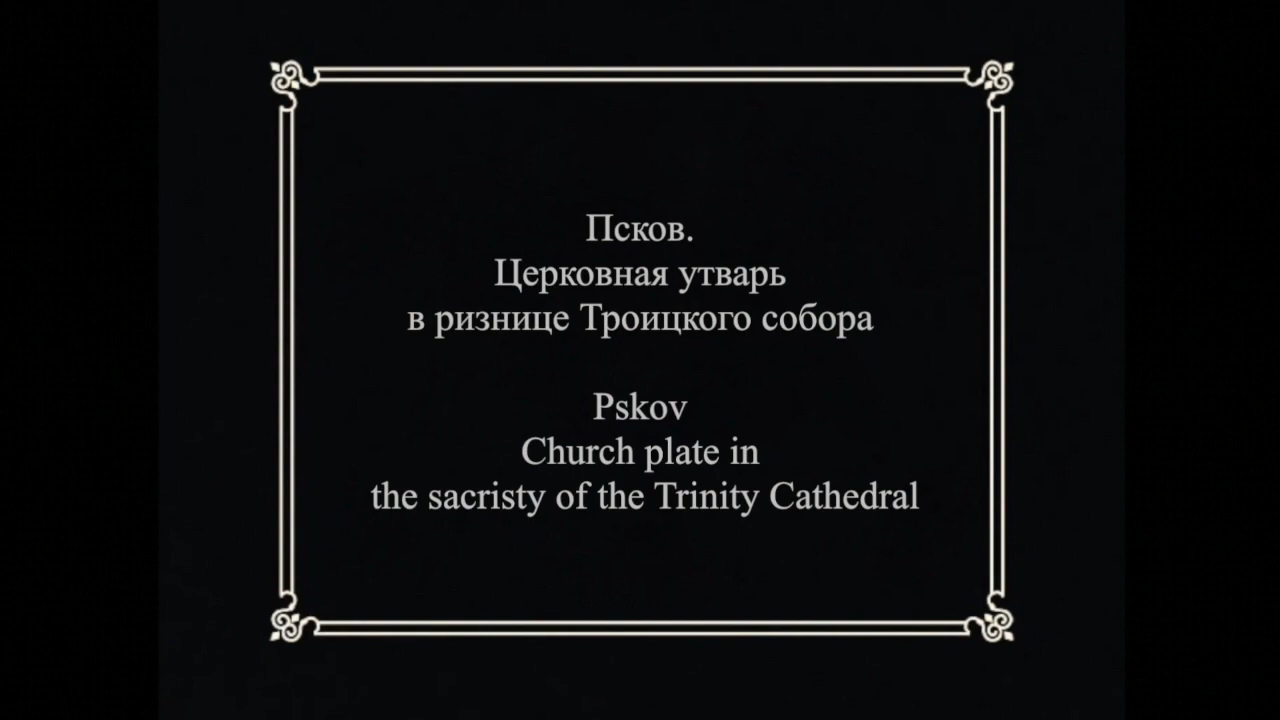 Псков.
Церковная утварь
в ризнице Троицкого собора
Pskov
Church plate in
the sacristy of the Trinity Cathedral